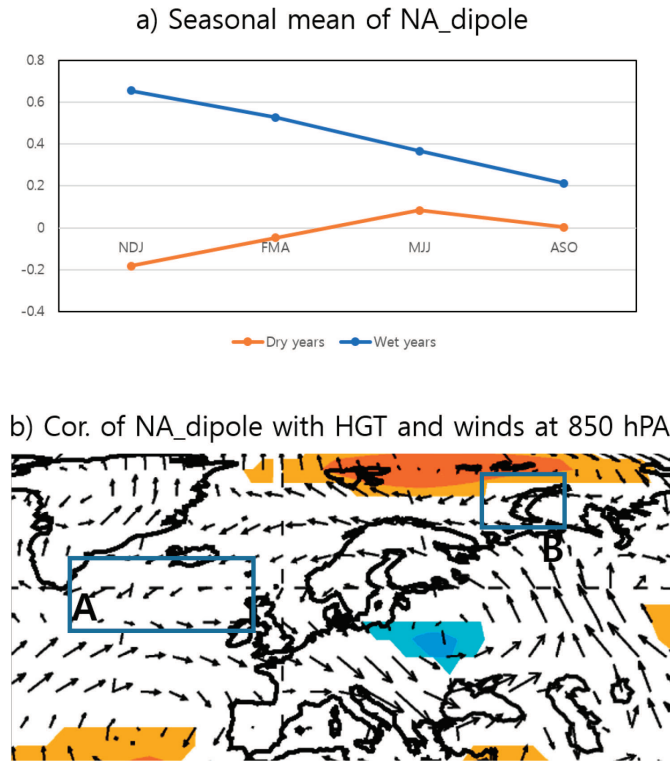 a) Seasonal mean of NA_dipole
0.8
0.6
0.4
0.2
0
-0.2
-0.4
NDJ FMA MJJ ASO
Dry years Wet years
b) Cor. of NA_dipole with HGT and winds at 850 hPA
A
B